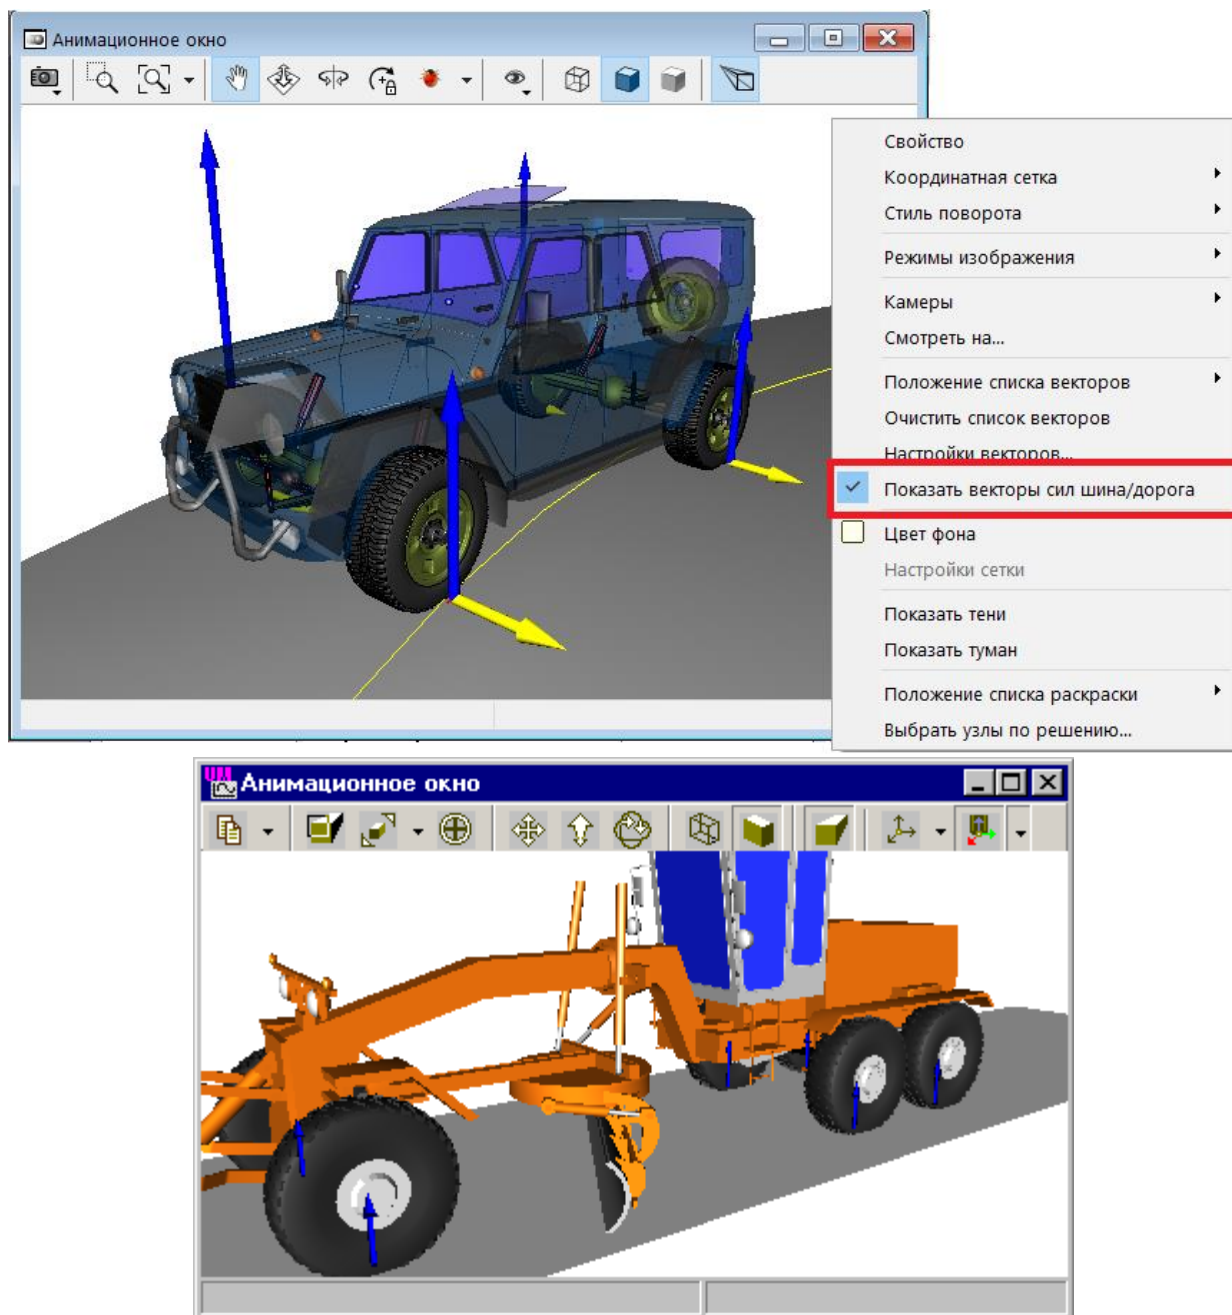 Анимационное окно
Свойство
Координатная сетка
Стиль поворота
Режимы изображения
Камеры
Смотреть на...
Положение списка векторов
Очистить список векторов
Настройки векторов...
Показать векторы сил шина/дорога
Цвет фона
Настройки сетки
Показать тени
Показать туман
Положение списка раскраски
Выбрать узлы по решению...
Анимационное окно